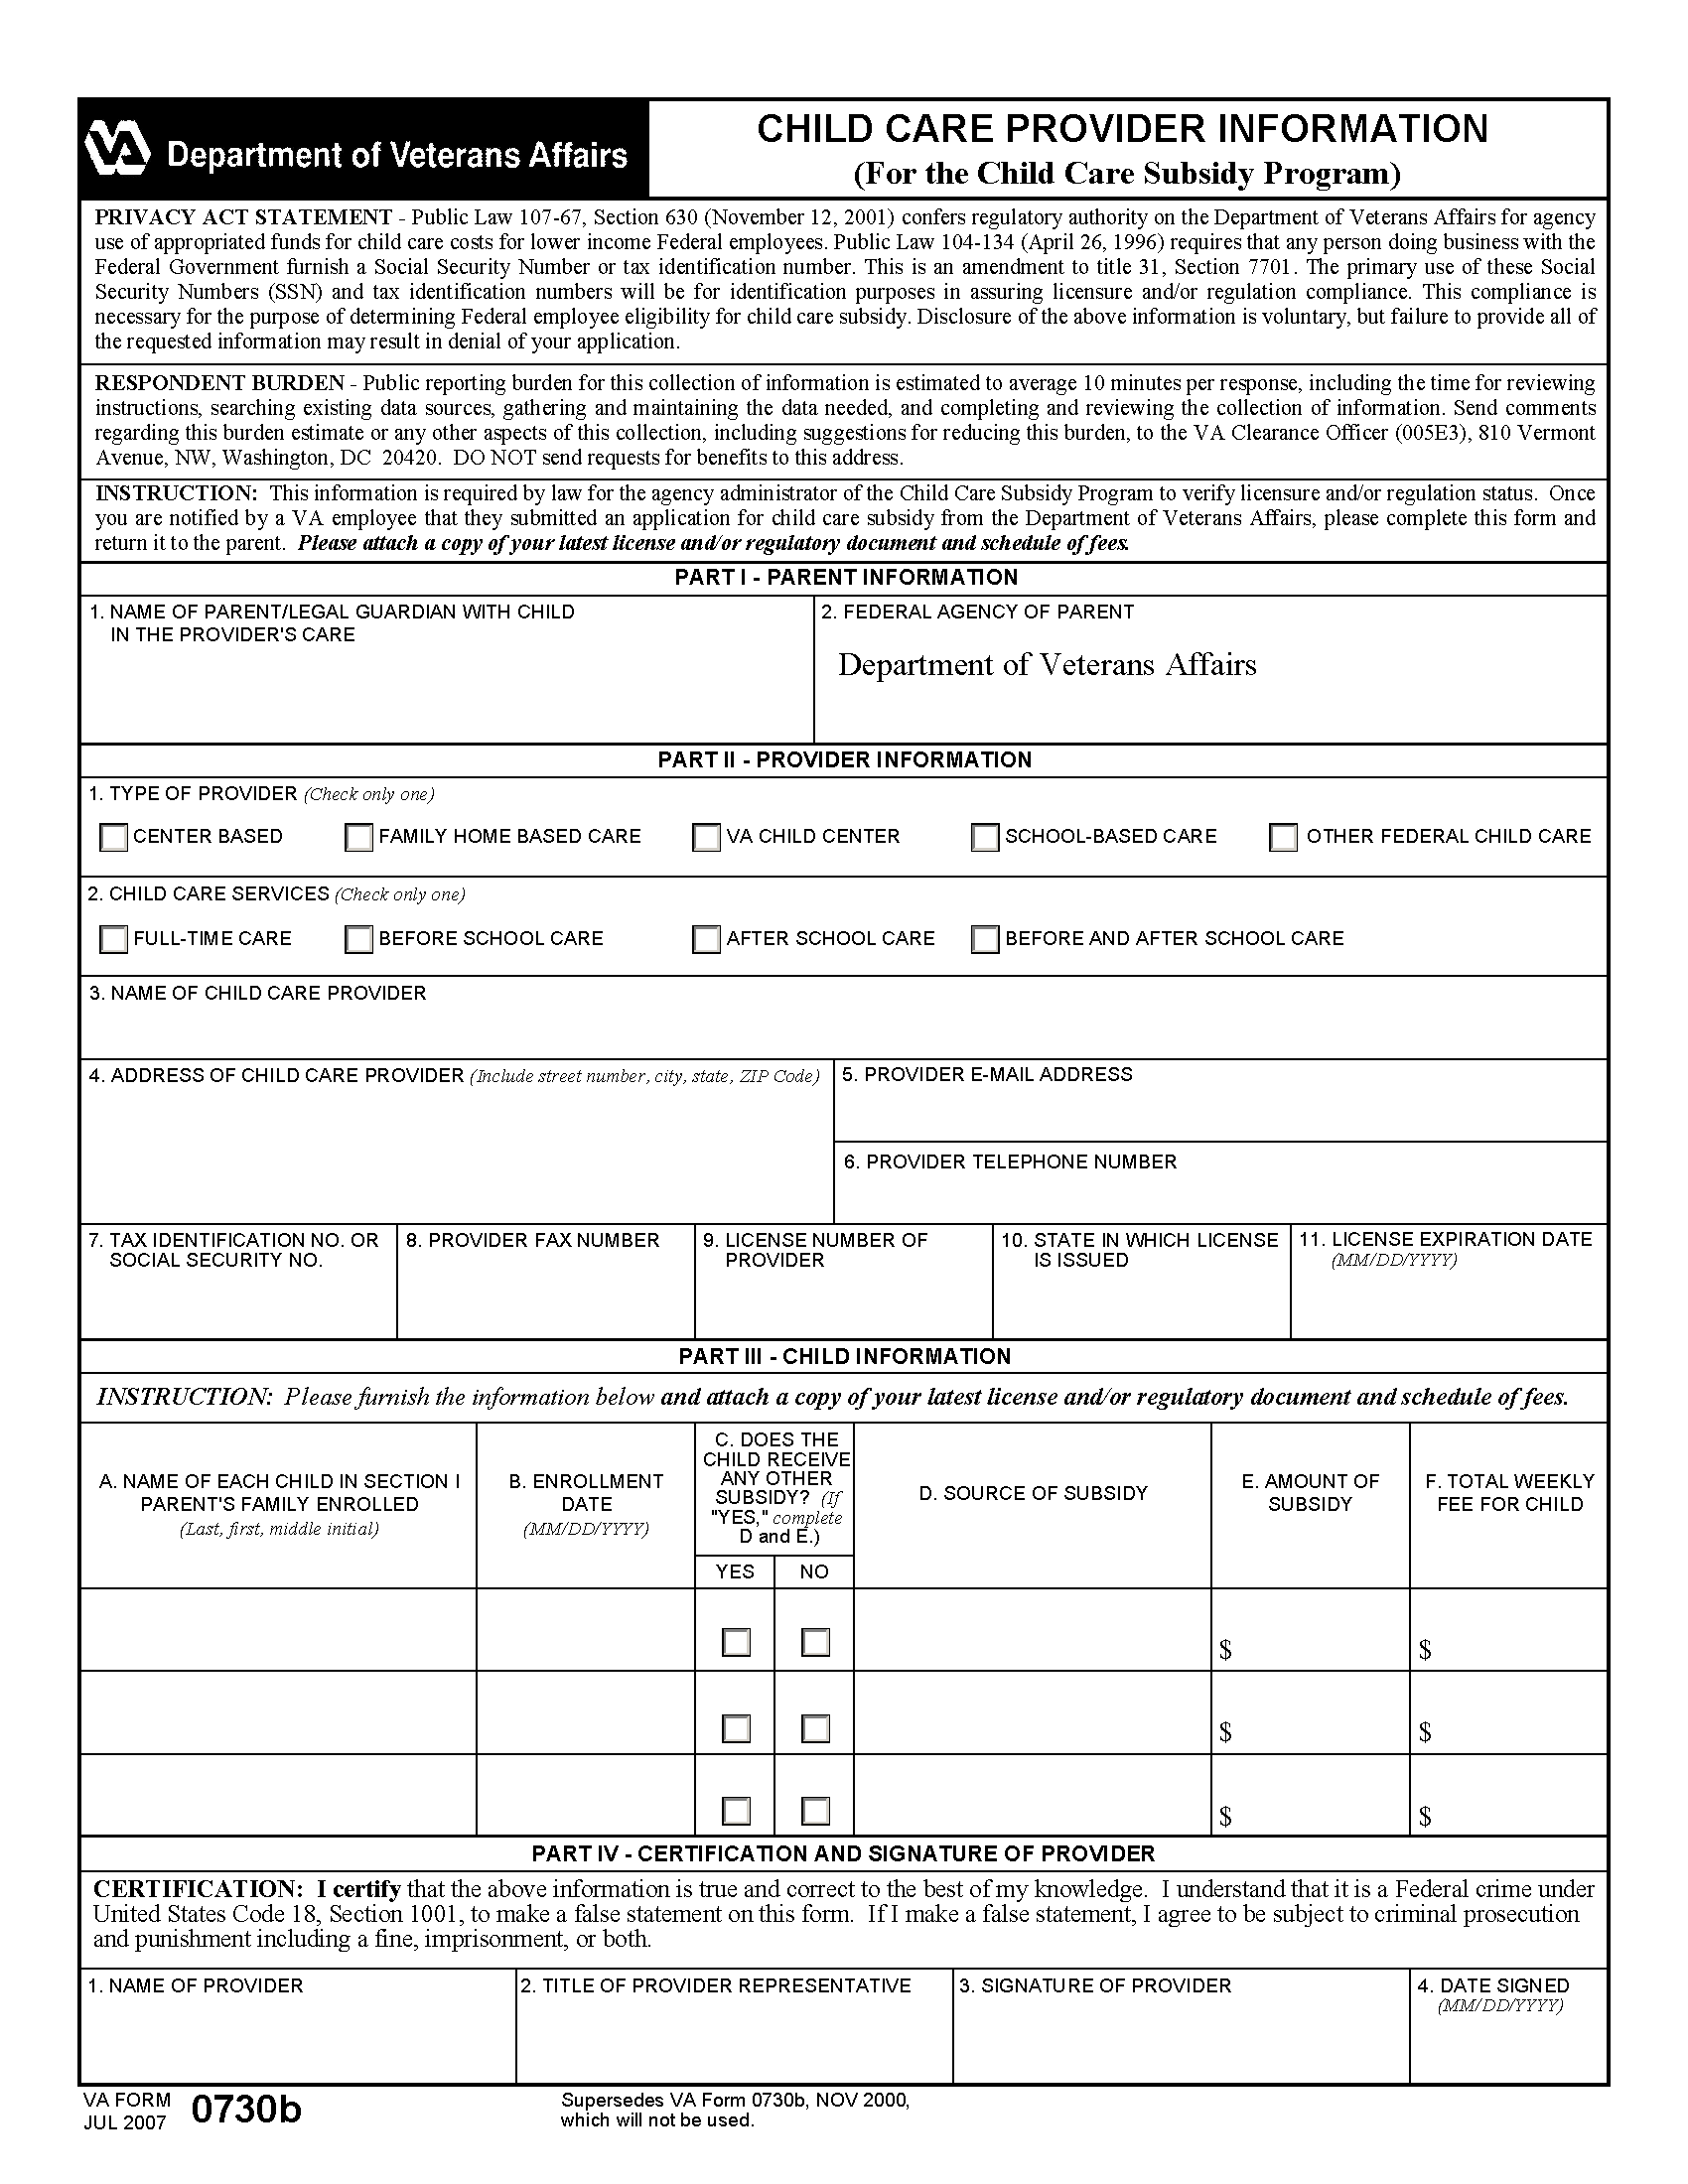 VA Department of Veterans Affairs
CHILD CARE PROVIDER INFORMATION
(For the Child Care Subsidy Program)
PRIVACY ACT STATEMENT - Public Law 107-67, Section 630 (November 12, 2001) confers regulatory authority on the Department of Veterans Affairs for agency
use of appropriated funds for child care costs for lower income Federal employees. Public Law 104-134 (April 26, 1996) requires that any person doing business with the
Federal Government furnish a Social Security Number or tax identification number. This is an amendment to title 31, Section 7701. The primary use of these Social
Security Numbers (SSN) and tax identification numbers will be for identification purposes in assuring licensure and/or regulation compliance. This compliance is
necessary for the purpose of determining Federal employee eligibility for child care subsidy. Disclosure of the above information is voluntary, but failure to provide all of
the requested information may result in denial of your application.
RESPONDENT BURDEN - Public reporting burden for this collection of information is estimated to average 10 minutes per response, including the time for reviewing
instructions, searching existing data sources, gathering and maintaining the data needed, and completing and reviewing the collection of information. Send comments
regarding this burden estimate or any other aspects of this collection, including suggestions for reducing this burden, to the VA Clearance Officer (005E3), 810 Vermont
Avenue, NW, Washington, DC 20420. DO NOT send requests for benefits to this address.
INSTRUCTION: This information is required by law for the agency administrator of the Child Care Subsidy Program to verify licensure and/or regulation status. Once
you are notified by a VA employee that they submitted an application for child care subsidy from the Department of Veterans Affairs, please complete this form and
return it to the parent. Please attach a copy of your latest license and/or regulatory document and schedule of fees.
PART I - PARENT INFORMATION
1. NAME OF PARENT/LEGAL GUARDIAN WITH CHILD
IN THE PROVIDER'S CARE
2. FEDERAL AGENCY OF PARENT
Department of Veterans Affairs
PART II - PROVIDER INFORMATION
1. TYPE OF PROVIDER (Check only one)
CENTER BASED FAMILY HOME BASED CARE VA CHILD CENTER SCHOOL-BASED CARE OTHER FEDERAL CHILD CARE
2. CHILD CARE SERVICES (Check only one)
FULL-TIME CARE BEFORE SCHOOL CARE AFTER SCHOOL CARE BEFORE AND AFTER SCHOOL CARE
3. NAME OF CHILD CARE PROVIDER
4. ADDRESS OF CHILD CARE PROVIDER (Include street number, city, state, ZIP Code)
5. PROVIDER E-MAIL ADDRESS
6. PROVIDER TELEPHONE NUMBER
7. TAX IDENTIFICATION NO. OR
SOCIAL SECURITY NO.
8. PROVIDER FAX NUMBER
9. LICENSE NUMBER OF
PROVIDER
10. STATE IN WHICH LICENSE
IS ISSUED
11. LICENSE EXPIRATION DATE
(MM/DD/YYYY)
PART III - CHILD INFORMATION
INSTRUCTION: Please furnish the information below and attach a copy of your latest license and/or regulatory document and schedule of fees.
A. NAME OF EACH CHILD IN SECTION I
PARENT'S FAMILY ENROLLED
(Last, first, middle initial)
B. ENROLLMENT
DATE
(MM/DD/YYYY)
C. DOES THE
CHILD RECEIVE
ANY OTHER
SUBSIDY? (If
"YES," complete
D and E.)
YES NO
D. SOURCE OF SUBSIDY
E. AMOUNT OF
SUBSIDY
F. TOTAL WEEKLY
FEE FOR CHILD
$ $
$ $
$ $
PART IV - CERTIFICATION AND SIGNATURE OF PROVIDER
CERTIFICATION: I certify that the above information is true and correct to the best of my knowledge. I understand that it is a Federal crime under
United States Code 18, Section 1001, to make a false statement on this form. If I make a false statement, I agree to be subject to criminal prosecution
and punishment including a fine, imprisonment, or both.
1. NAME OF PROVIDER
2. TITLE OF PROVIDER REPRESENTATIVE
3. SIGNATURE OF PROVIDER
4. DATE SIGNED
(MM/DD/YYYY)
VA FORM
JUL 2007
0730b
Supersedes VA Form 0730b, NOV 2000,
which will not be used.